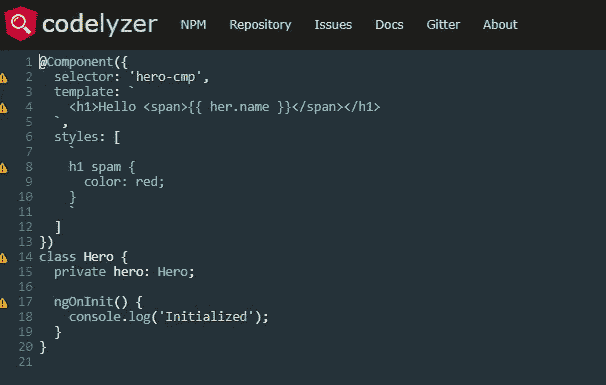 codelyzer NPM Repository Issues Docs Gitter About
1 @Component({
2   selector: 'hero-cmp',
3   template: `
4     <h1>Hello <span>{{ her.name }}</span></h1>
5   `,
6   styles: [
7     `
8     h1 spam {
9       color: red;
10     }
11     `
12   ]
13 })
14 class Hero {
15   private hero: Hero;
16
17   ngOnInit() {
18     console.log('Initialized');
19   }
20 }
21